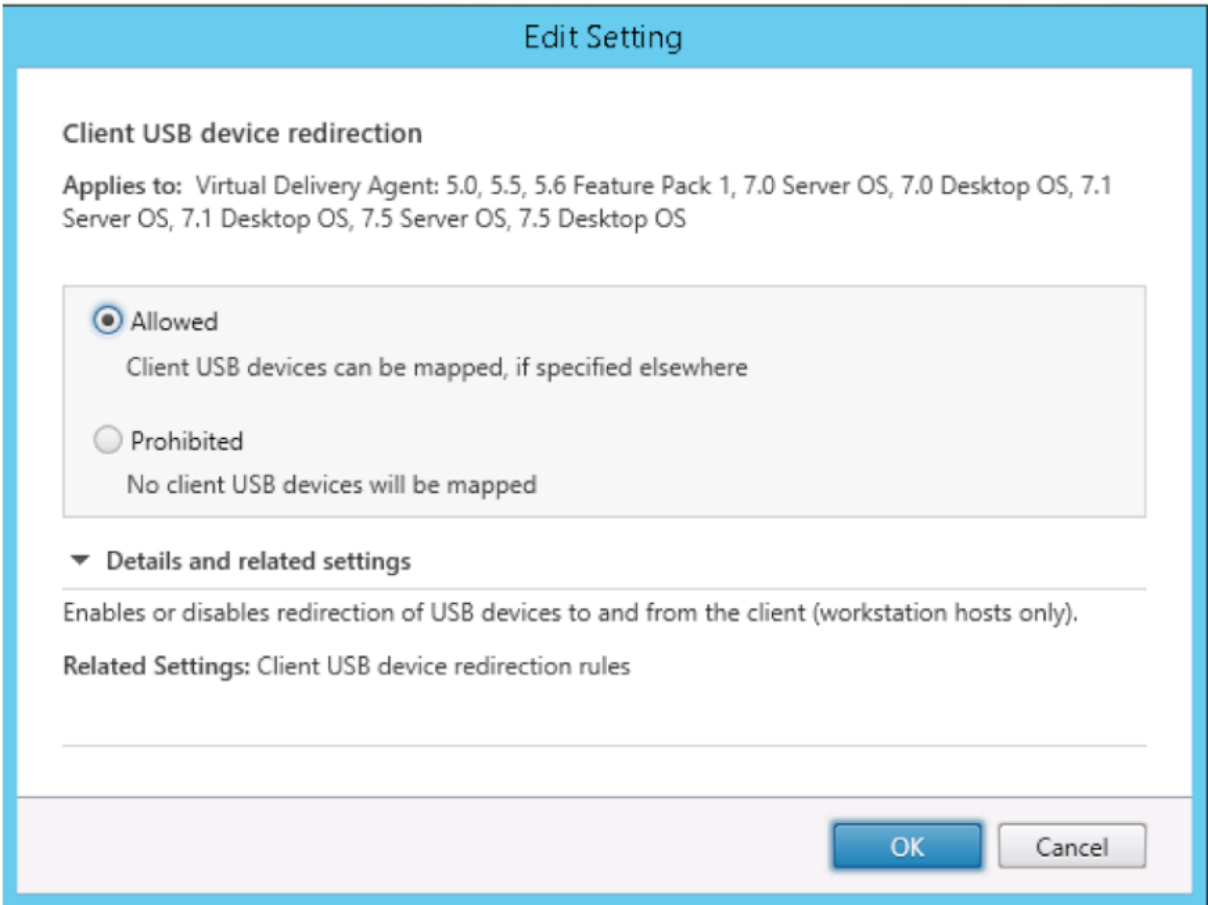 Edit Setting
Client USB device redirection
Applies to: Virtual Delivery Agent: 5.0, 5.5, 5.6 Feature Pack 1, 7.0 Server OS, 7.0 Desktop OS, 7.1
Server OS, 7.1 Desktop OS, 7.5 Server OS, 7.5 Desktop OS
Allowed
Client USB devices can be mapped, if specified elsewhere
Prohibited
No client USB devices will be mapped
Details and related settings
Enables or disables redirection of USB devices to and from the client (workstation hosts only).
Related Settings: Client USB device redirection rules
OK Cancel